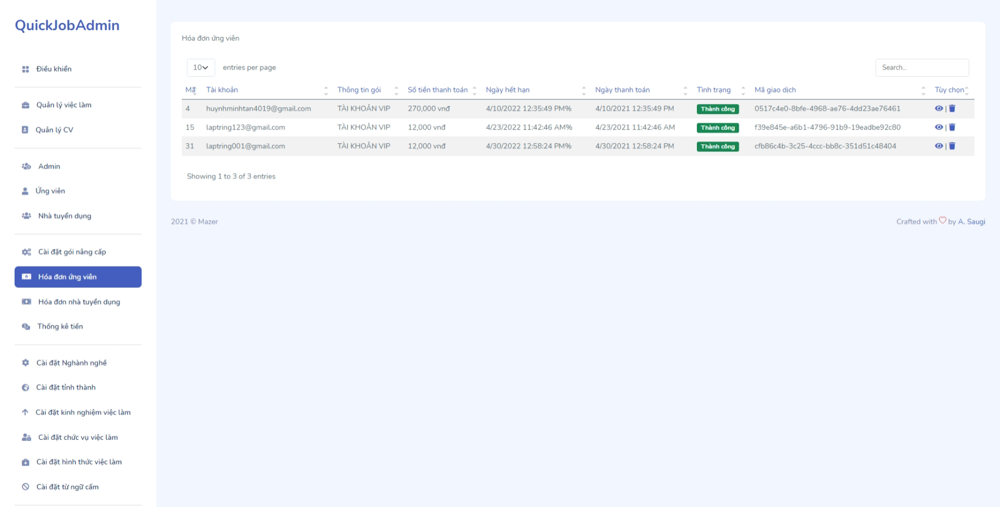 QuickJobAdmin
Điều khiển
Quản lý việc làm
Quản lý CV
Admin
Ứng viên
Nhà tuyển dụng
Cài đặt gói nâng cấp
Hóa đơn ứng viên
Hóa đơn nhà tuyển dụng
Thống kê tiền
Cài đặt Nghành nghề
Cài đặt tỉnh thành
Cài đặt kinh nghiệm việc làm
Cài đặt chức vụ việc làm
Cài đặt hình thức việc làm
Cài đặt từ ngữ cấm
Hóa đơn ứng viên
10 entries per page
Search...
Mã Tài khoản Thông tin gói Số tiền thanh toán Ngày hết hạn Ngày thanh toán Tình trạng Mã giao dịch Tùy chọn
4 huynhminhtan4019@gmail.com TÀI KHOẢN VIP 270,000 vnđ 4/10/2022 12:35:49 PM% 4/10/2021 12:35:49 PM Thành công 0517c4e0-8bfe-4968-ae76-4dd23ae76461 |
15 laptring123@gmail.com TÀI KHOẢN VIP 12,000 vnđ 4/23/2022 11:42:46 AM% 4/23/2021 11:42:46 AM Thành công f39e845e-a6b1-4796-91b9-19eadbe92c80 |
31 laptring001@gmail.com TÀI KHOẢN VIP 12,000 vnđ 4/30/2022 12:58:24 PM% 4/30/2021 12:58:24 PM Thành công cfb86c4b-3c25-4ccc-bb8c-351d51c48404 |
Showing 1 to 3 of 3 entries
2021 © Mazer
Crafted with ♡ by A. Saugi